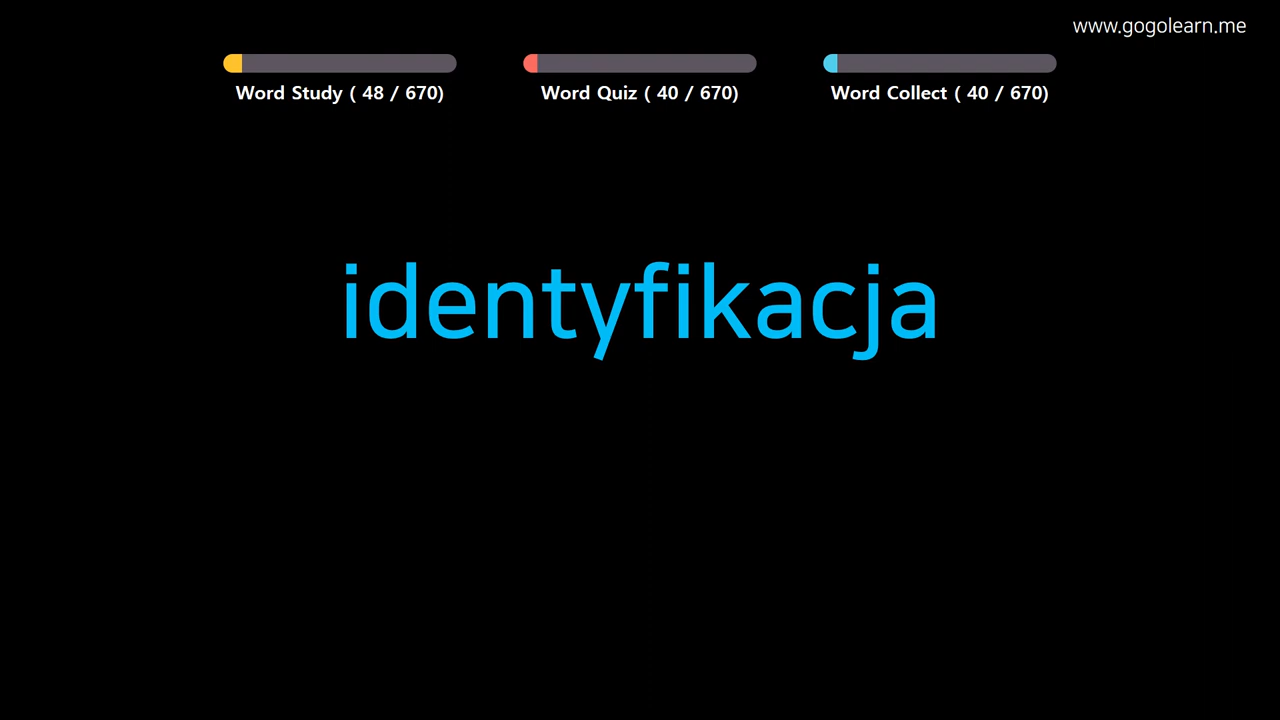 www.gogolearn.me
Word Study ( 48 / 670)
Word Quiz ( 40 / 670)
Word Collect ( 40 / 670)
identyfikacja